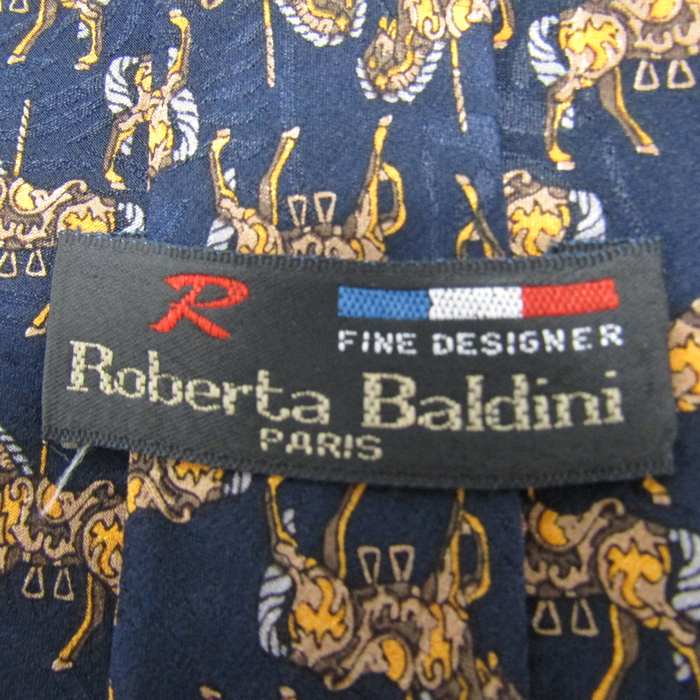 R
FINE DESIGNER
Roberta Baldini
PARIS